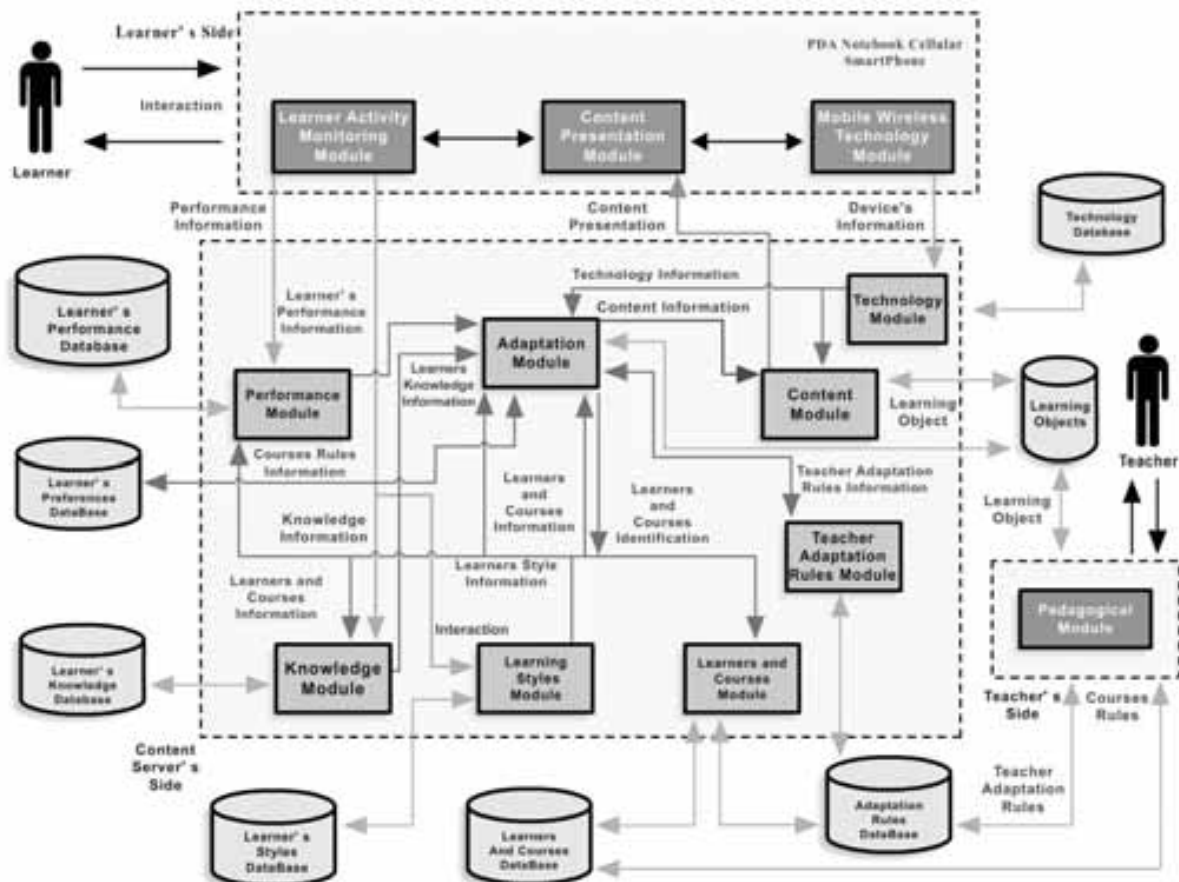 Learner's Side
PDA Notebook Cellular
SmartPhone
Interaction
Learner
Learner Activity
Monitoring
Module
Content
Presentation
Module
Mobile Wireless
Technology
Module
Performance
Information
Content
Presentation
Device's
Information
Technology
Database
Learner's
Performance
Database
Learner's
Performance
Information
Technology Information
Content Information
Technology
Module
Adaptation
Module
Performance
Module
Learners
Knowledge
Information
Content
Module
Learning
Object
Learning
Objects
Teacher
Courses Rules
Information
Learner's
Preferences
DataBase
Knowledge
Information
Learners
and
Courses
Information
Learners
and
Courses
Identification
Teacher Adaptation
Rules Information
Learning
Object
Teacher
Adaptation
Rules Module
Learners Style
Information
Learners and
Courses
Information
Pedagogical
Module
Interaction
Learner's
Knowledge
Database
Knowledge
Module
Learning
Styles
Module
Learners and
Courses
Module
Teacher's
Side
Courses
Rules
Content
Server's
Side
Teacher
Adaptation
Rules
Learner's
Styles
DataBase
Learners
And Courses
DataBase
Adaptation
Rules
DataBase